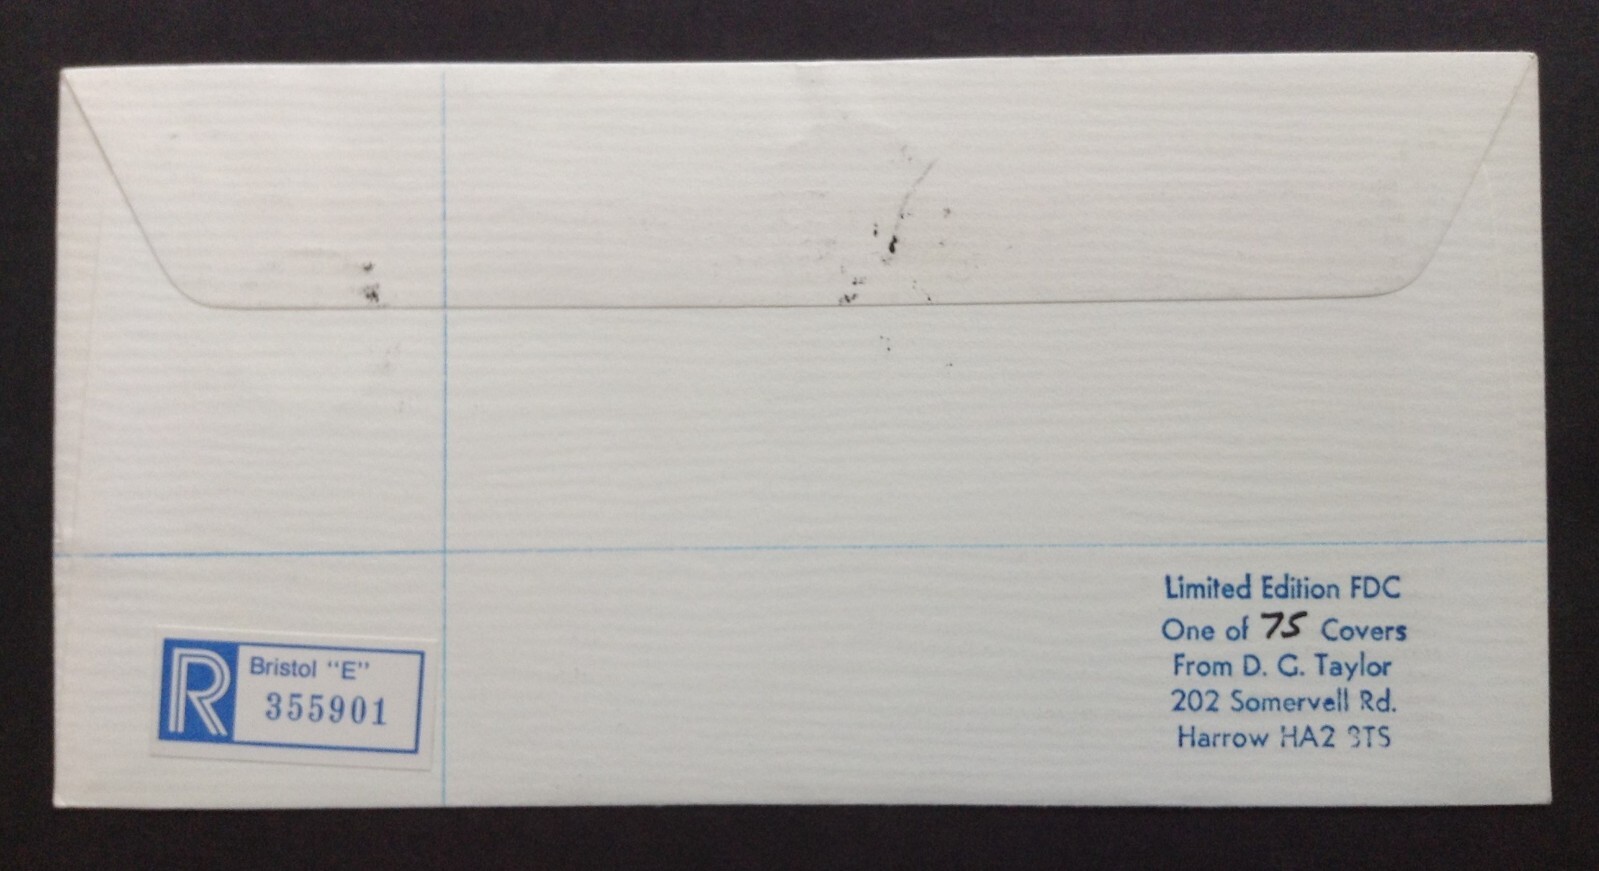 Limited Edition FDC
One of 75 Covers
From D. G. Taylor
202 Somervell Rd.
Harrow HA2 8TS
R
Bristol "E"
355901